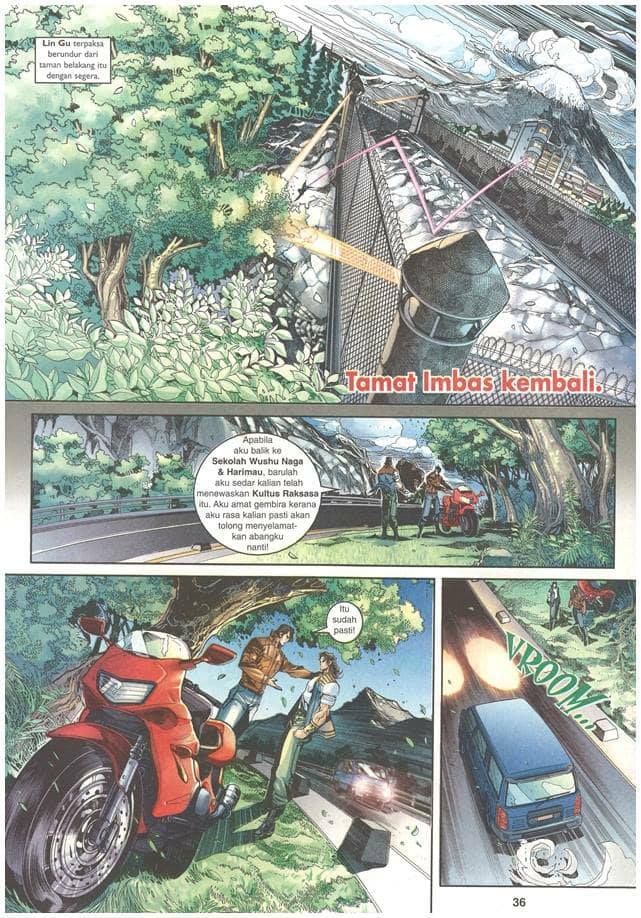 Lin Gu terpaksa
berundur dari
taman belakang itu
dengan segera.
Tamat Imbas kembali.
Apabila
aku balik ke
Sekolah Wushu Naga
& Harimau, barulah
aku sedar kalian telah
menewaskan Kultus Raksasa
itu. Aku amat gembira kerana
aku rasa kalian pasti akan
tolong menyelamat-
kan abangku
nanti!
Itu
sudah
pasti!
VROOM...
36